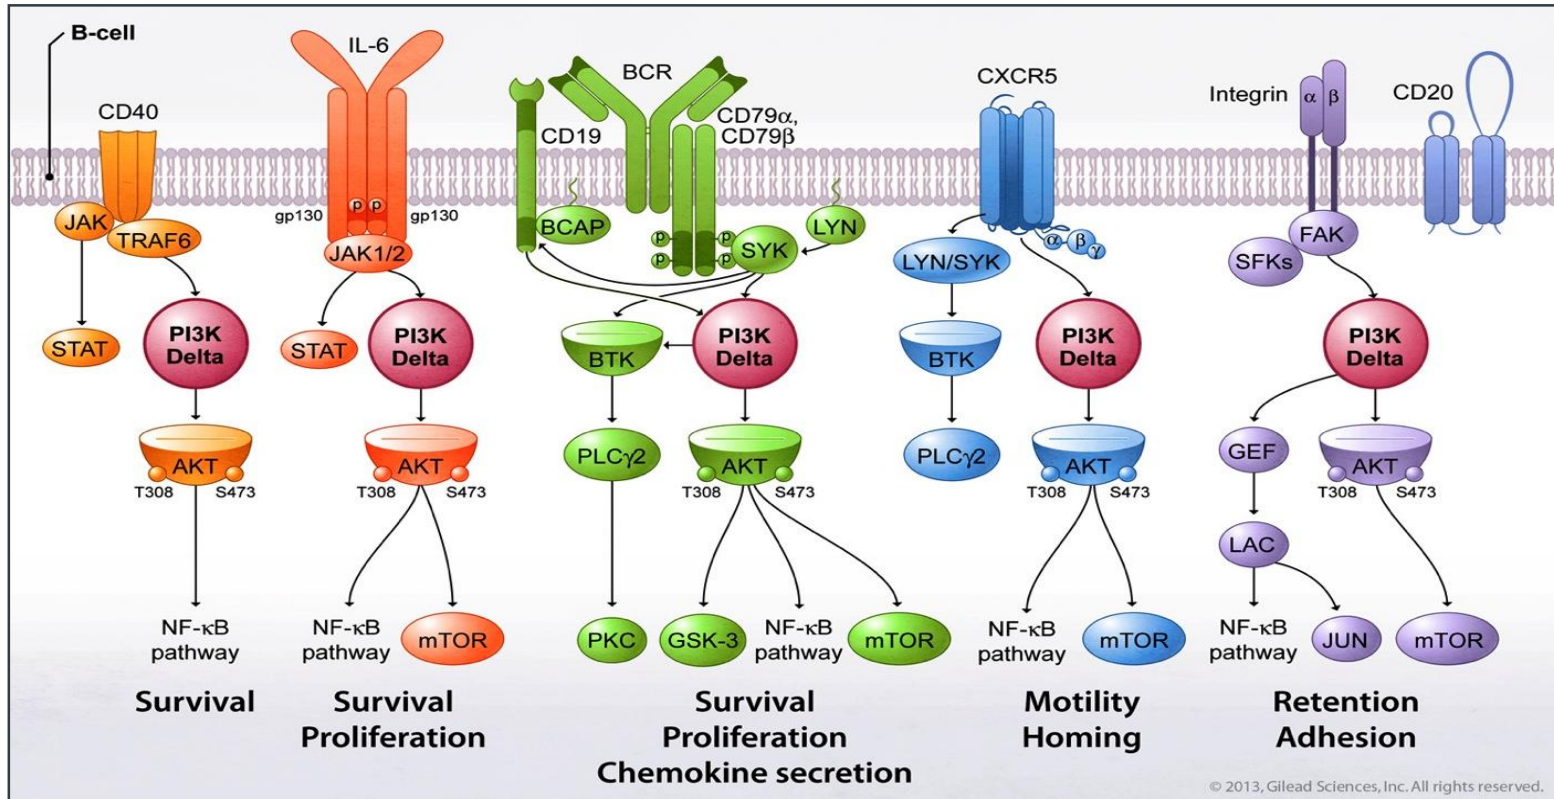 B-cell
CD40
JAK
TRAF6
STAT
PI3K
Delta
AKT
T308
S473
NF-κB
pathway
Survival
IL-6
gp130
p
p
gp130
JAK1/2
STAT
PI3K
Delta
AKT
T308
S473
NF-κB
pathway
mTOR
Survival
Proliferation
BCR
CD19
CD79α,
CD79β
BCAP
p
p
p
p
SYK
LYN
BTK
PI3K
Delta
PLCγ2
AKT
T308
S473
PKC
GSK-3
NF-κB
pathway
mTOR
Survival
Proliferation
Chemokine secretion
CXCR5
α
β
γ
LYN/SYK
BTK
PI3K
Delta
PLCγ2
AKT
T308
S473
NF-κB
pathway
mTOR
Motility
Homing
Integrin
α
β
FAK
SFKs
PI3K
Delta
GEF
AKT
T308
S473
LAC
NF-κB
pathway
JUN
mTOR
Retention
Adhesion
CD20
© 2013, Gilead Sciences, Inc. All rights reserved.